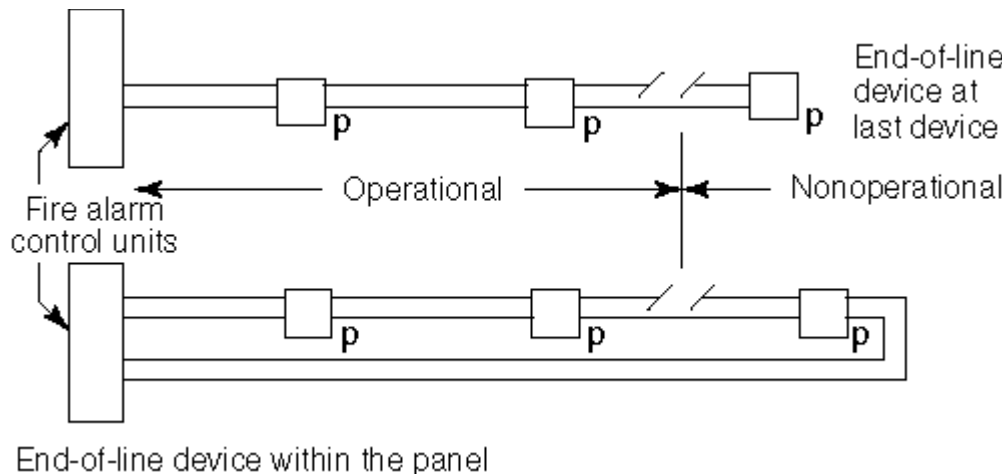 End-of-line
device at
last device
p
p
p
Operational
Nonoperational
Fire alarm
control units
p
p
p
End-of-line device within the panel